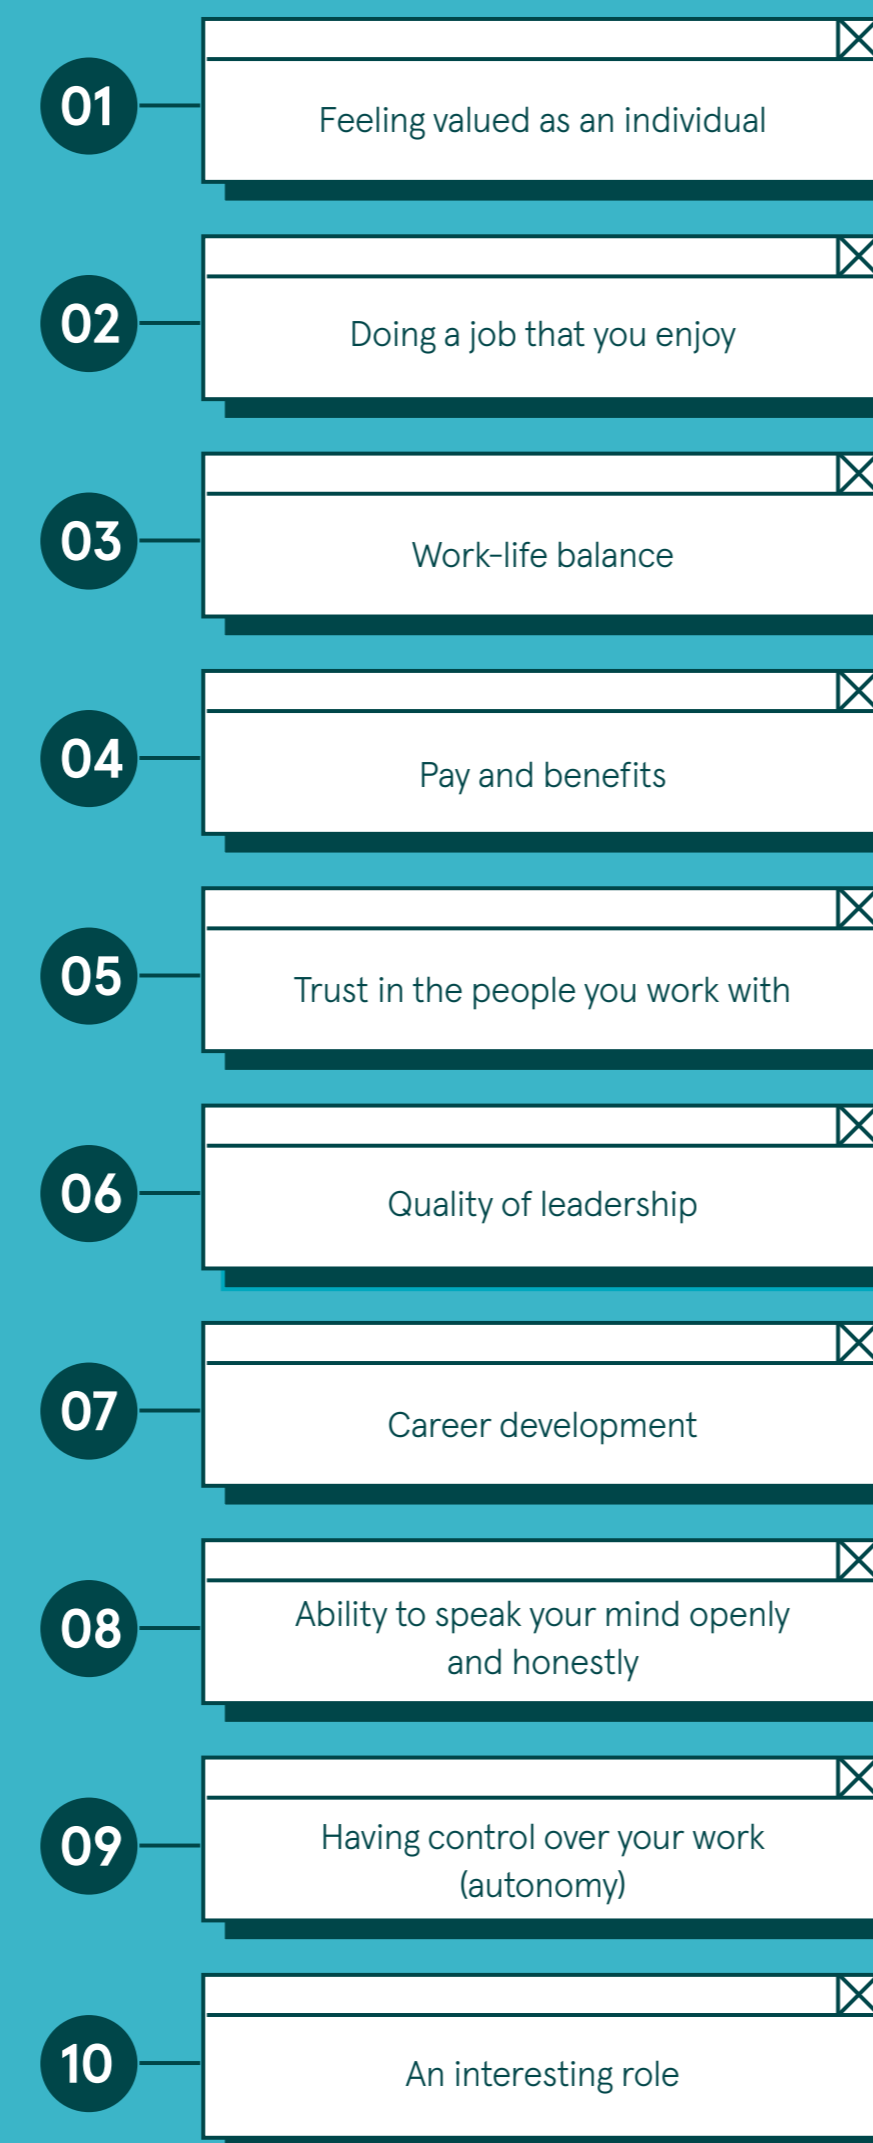 01
Feeling valued as an individual
02
Doing a job that you enjoy
03
Work-life balance
04
Pay and benefits
05
Trust in the people you work with
06
Quality of leadership
07
Career development
08
Ability to speak your mind openly
and honestly
09
Having control over your work
(autonomy)
10
An interesting role